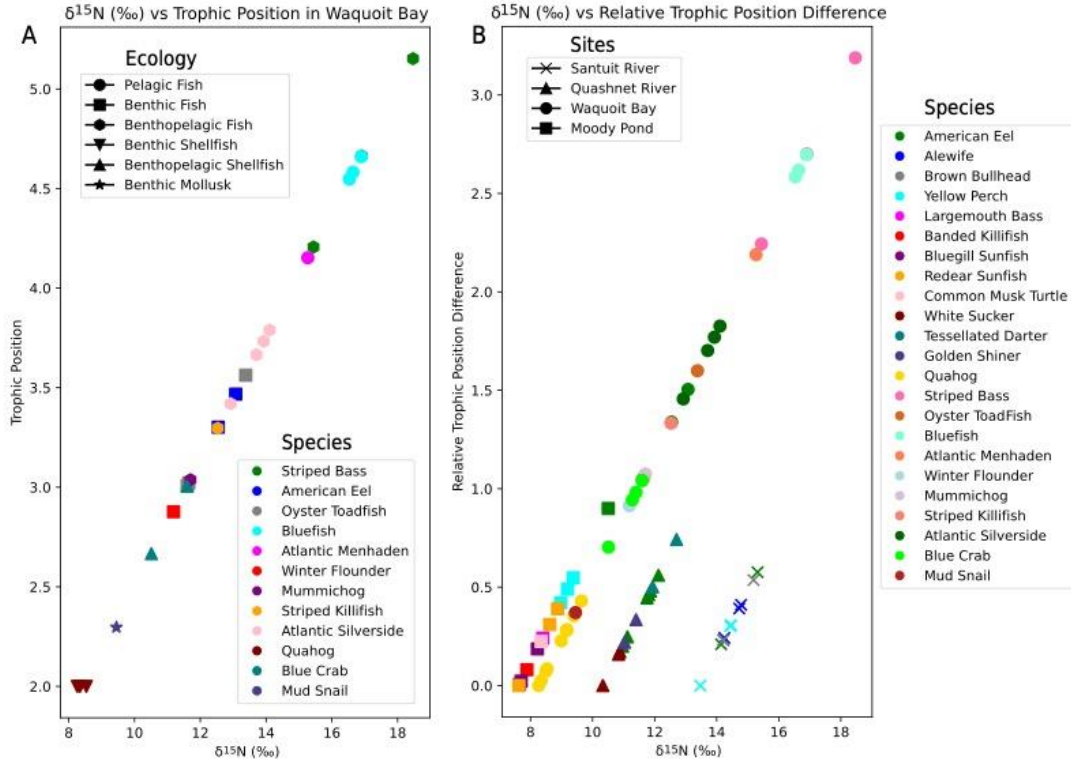 δ¹⁵N (‰) vs Trophic Position in Waquoit Bay
A
Ecology
Pelagic Fish
Benthic Fish
Benthopelagic Fish
Benthic Shellfish
Benthopelagic Shellfish
Benthic Mollusk
Trophic Position
5.0
4.5
4.0
3.5
3.0
2.5
2.0
Species
Striped Bass
American Eel
Oyster Toadfish
Bluefish
Atlantic Menhaden
Winter Flounder
Mummichog
Striped Killifish
Atlantic Silverside
Quahog
Blue Crab
Mud Snail
8 10 12 14 16 18
δ¹⁵N (‰)
δ¹⁵N (‰) vs Relative Trophic Position Difference
B
Sites
Santuit River
Quashnet River
Waquoit Bay
Moody Pond
Relative Trophic Position Difference
3.0
2.5
2.0
1.5
1.0
0.5
0.0
8 10 12 14 16 18
δ¹⁵N (‰)
Species
American Eel
Alewife
Brown Bullhead
Yellow Perch
Largemouth Bass
Banded Killifish
Bluegill Sunfish
Redear Sunfish
Common Musk Turtle
White Sucker
Tessellated Darter
Golden Shiner
Quahog
Striped Bass
Oyster ToadFish
Bluefish
Atlantic Menhaden
Winter Flounder
Mummichog
Striped Killifish
Atlantic Silverside
Blue Crab
Mud Snail